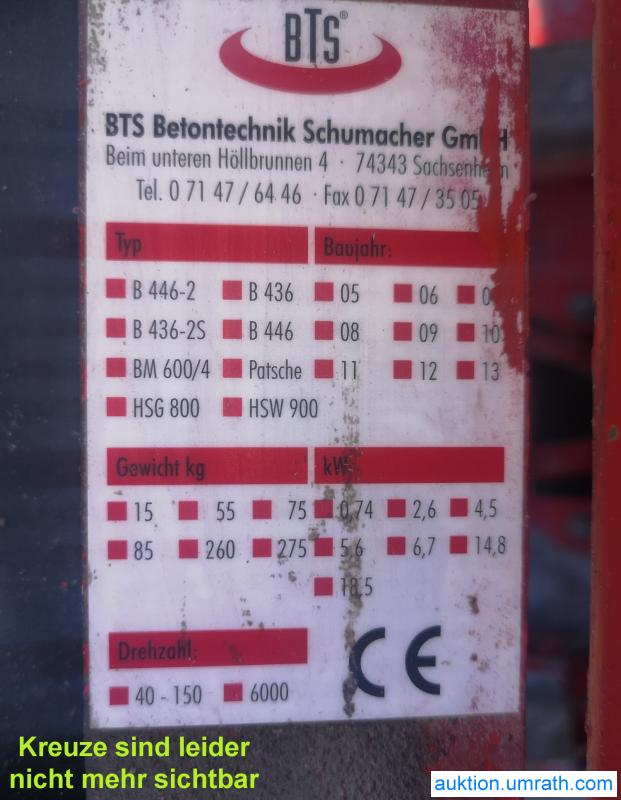 BTS®
BTS Betontechnik Schumacher GmbH
Beim unteren Höllbrunnen 4 · 74343 Sachsenheim
Tel. 0 71 47 / 64 46 · Fax 0 71 47 / 35 05
Typ Baujahr:
B 446-2 B 436 05 06
B 436-2S B 446 08 09 10
BM 600/4 Patsche 11 12 13
HSG 800 HSW 900
Gewicht kg kW
15 55 75 0,74 2,6 4,5
85 260 275 5,6 6,7 14,8
18,5
Drehzahl:
40 - 150 6000
CE
Kreuze sind leider
nicht mehr sichtbar
auktion.umrath.com